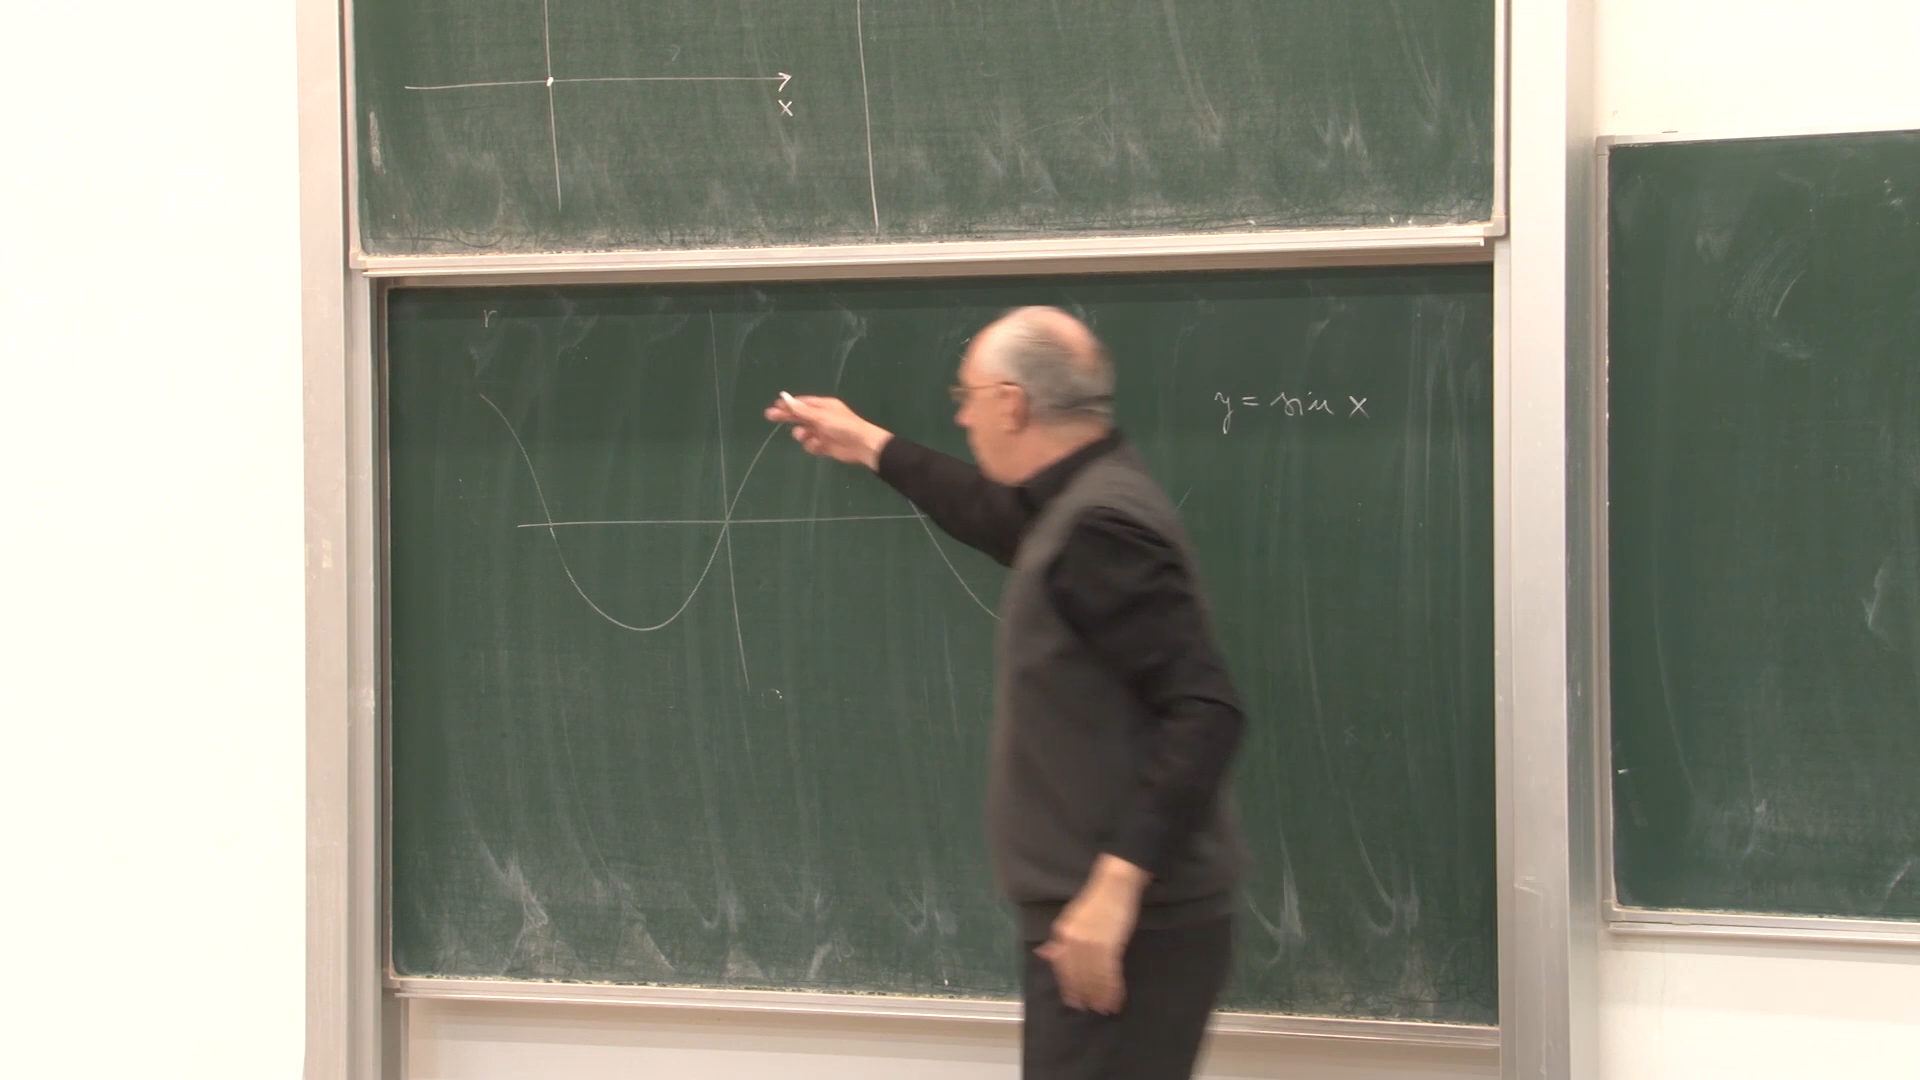 x
r
y = sin x